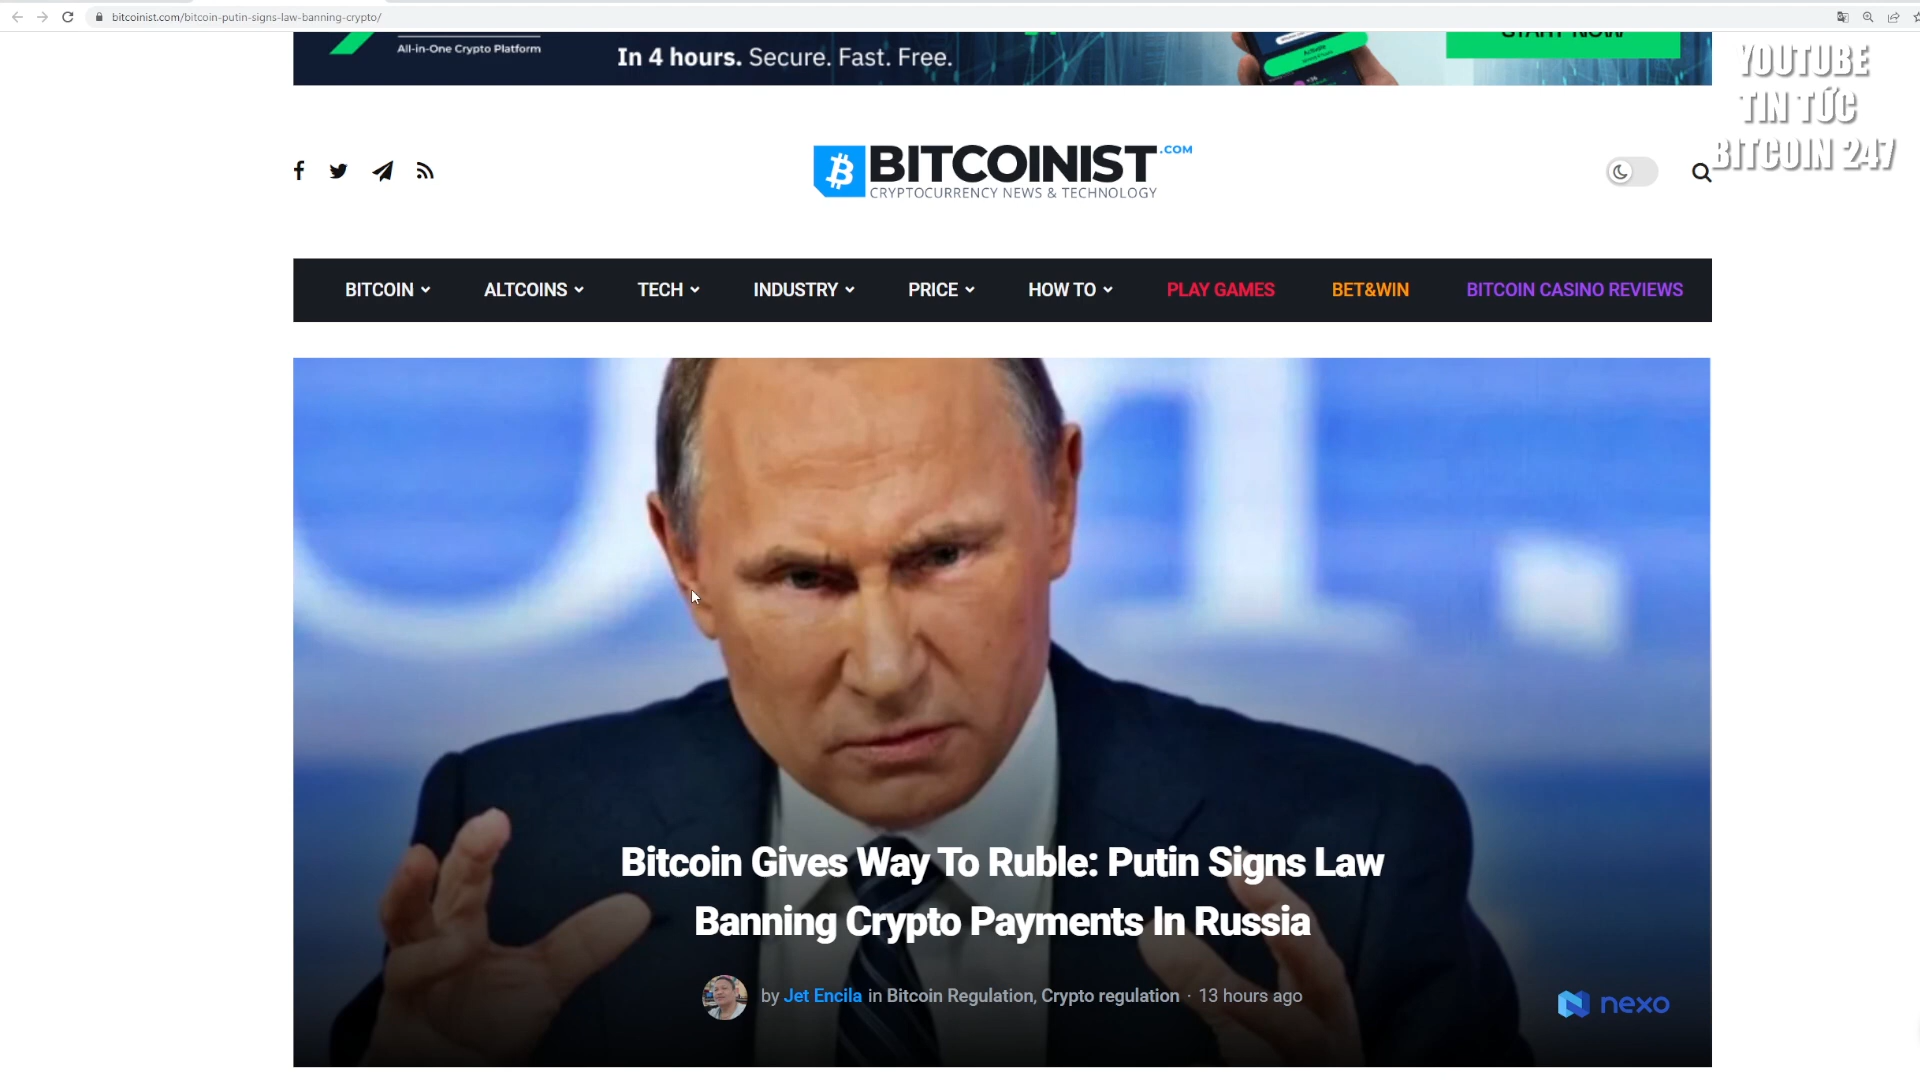 bitcoinist.com/bitcoin-putin-signs-law-banning-crypto/
All-in-One Crypto Platform
In 4 hours. Secure. Fast. Free.
YOUTUBE
TIN TỨC
BITCOIN 247
BITCOINIST.COM
CRYPTOCURRENCY NEWS & TECHNOLOGY
BITCOIN ALTCOINS TECH INDUSTRY PRICE HOW TO PLAY GAMES BET&WIN BITCOIN CASINO REVIEWS
Bitcoin Gives Way To Ruble: Putin Signs Law
Banning Crypto Payments In Russia
by Jet Encila in Bitcoin Regulation, Crypto regulation · 13 hours ago
nexo